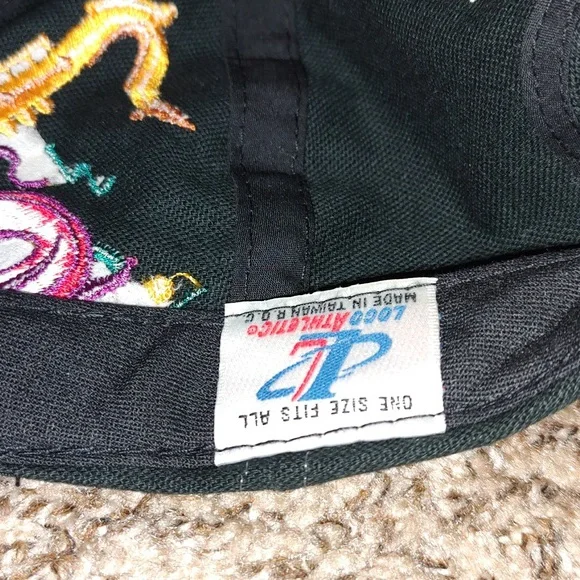 ONE SIZE FITS ALL
LOGO ATHLETIC®
MADE IN TAIWAN R.O.C.